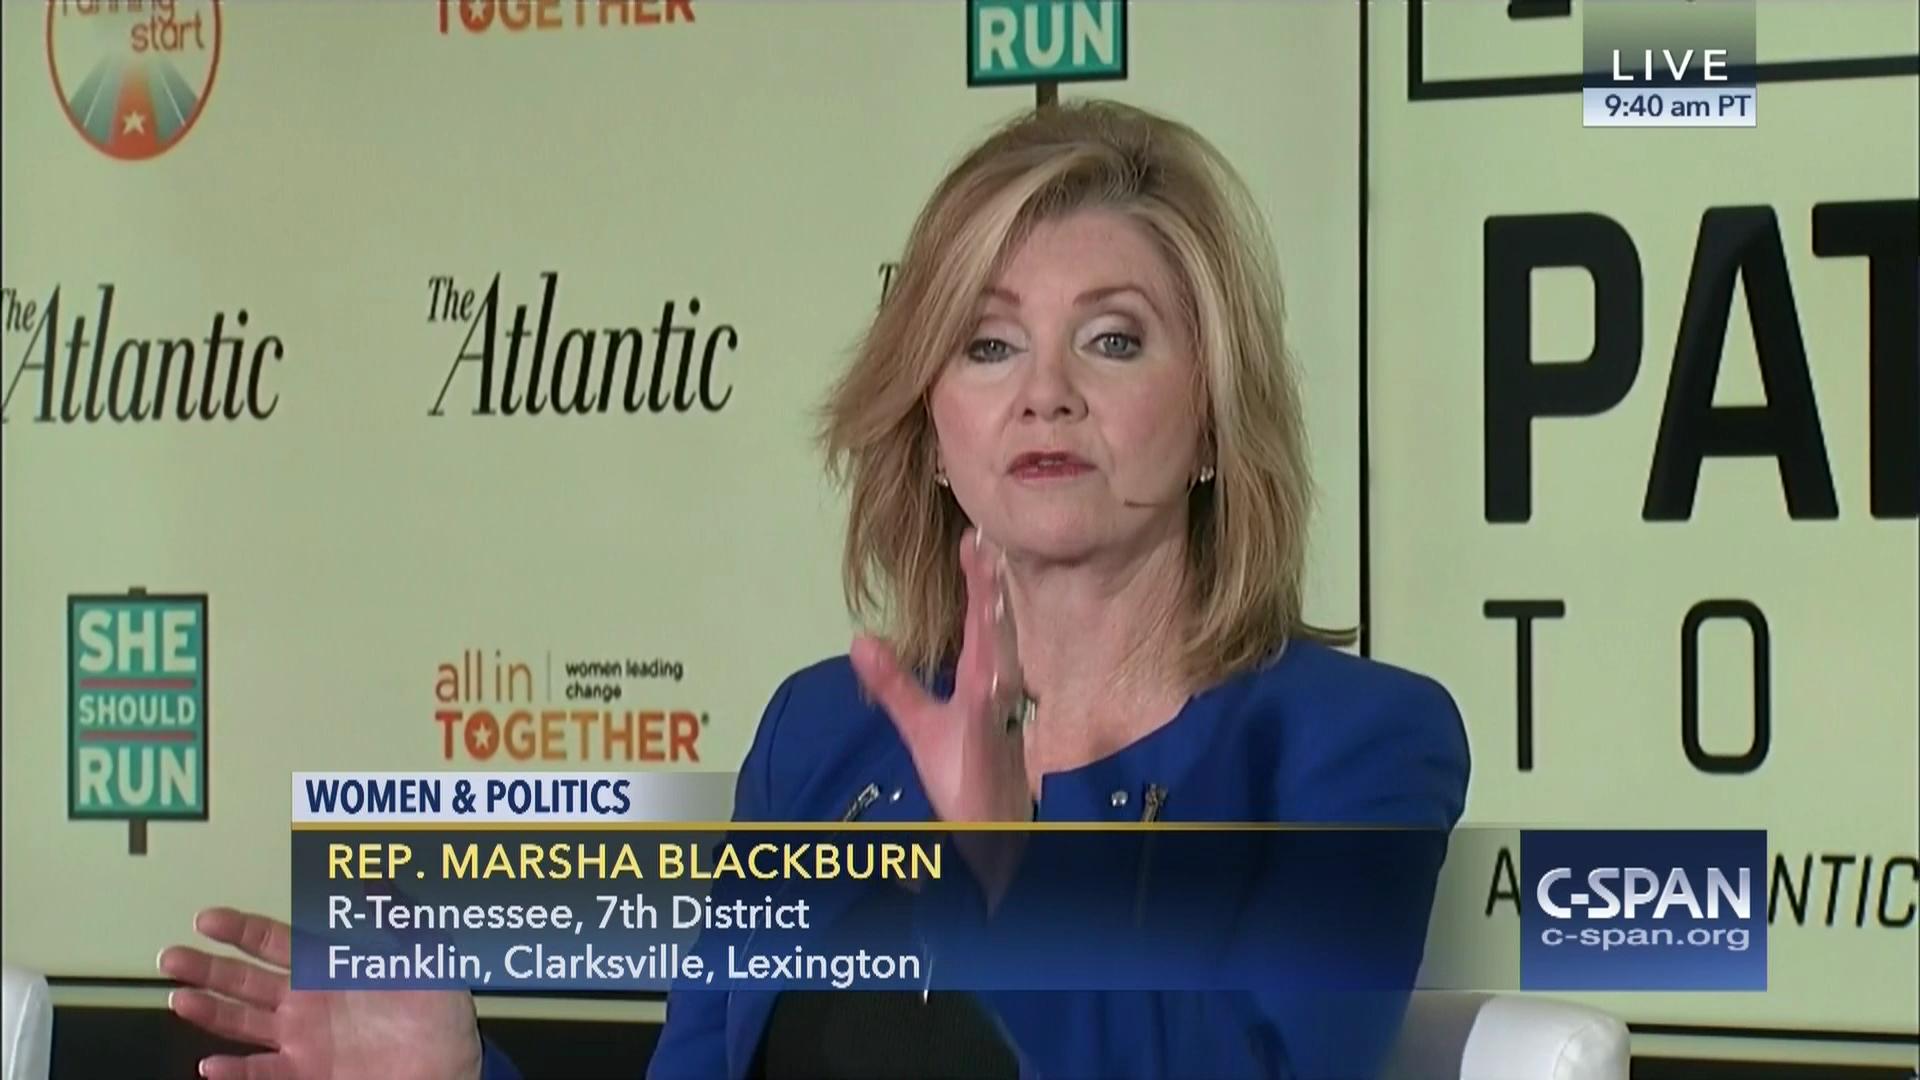 running
start
TOGETHER
RUN
LIVE
9:40 am PT
The
Atlantic
The
Atlantic
PAT
TO
SHE
SHOULD
RUN
all in
women leading
change
TOGETHER
WOMEN & POLITICS
REP. MARSHA BLACKBURN
R-Tennessee, 7th District
Franklin, Clarksville, Lexington
C-SPAN
c-span.org
A
NTIC